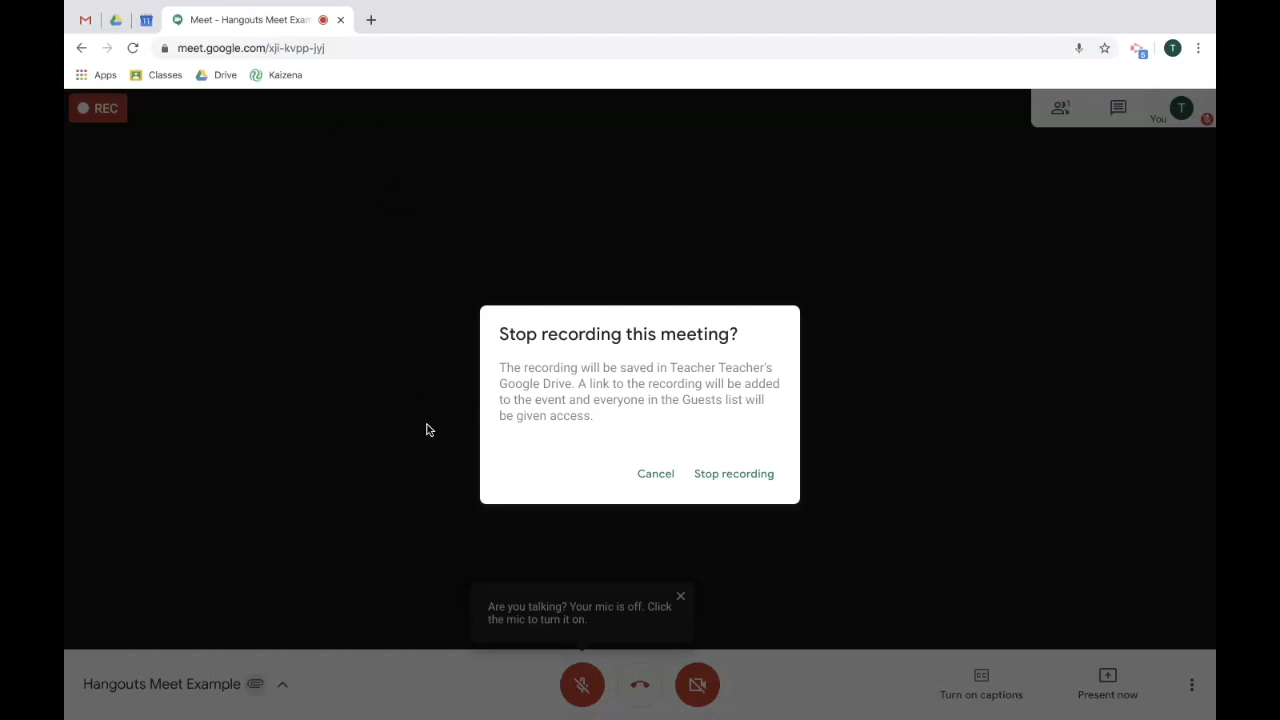 Meet - Hangouts Meet Exam
meet.google.com/xji-kvpp-jyj
5
T
Apps
Classes
Drive
Kaizena
REC
1
You
T
Stop recording this meeting?
The recording will be saved in Teacher Teacher's
Google Drive. A link to the recording will be added
to the event and everyone in the Guests list will
be given access.
Cancel
Stop recording
Are you talking? Your mic is off. Click
the mic to turn it on.
Hangouts Meet Example
CC
Turn on captions
Present now